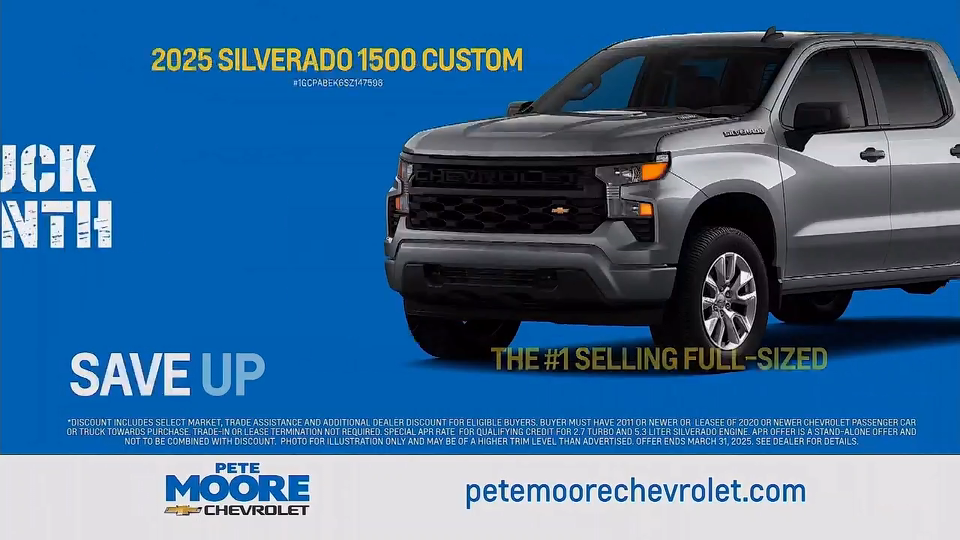 2025 SILVERADO 1500 CUSTOM
#1GCPABEK6SZ147598
UCK
NTH
CHEVROLET
SILVERADO
SAVE UP
THE #1 SELLING FULL-SIZED
*DISCOUNT INCLUDES SELECT MARKET, TRADE ASSISTANCE AND ADDITIONAL DEALER DISCOUNT FOR ELIGIBLE BUYERS. BUYER MUST HAVE 2011 OR NEWER OR LEASEE OF 2020 OR NEWER CHEVROLET PASSENGER CAR
OR TRUCK TOWARDS PURCHASE. TRADE-IN OR LEASE TERMINATION NOT REQUIRED. SPECIAL APR RATE FOR QUALIFYING CREDIT FOR 2.7 TURBO AND 5.3 LITER SILVERADO ENGINE. APR OFFER IS A STAND-ALONE OFFER AND
NOT TO BE COMBINED WITH DISCOUNT. PHOTO FOR ILLUSTRATION ONLY AND MAY BE OF A HIGHER TRIM LEVEL THAN ADVERTISED. OFFER ENDS MARCH 31, 2025. SEE DEALER FOR DETAILS.
PETE
MOORE
CHEVROLET
petemoorechevrolet.com